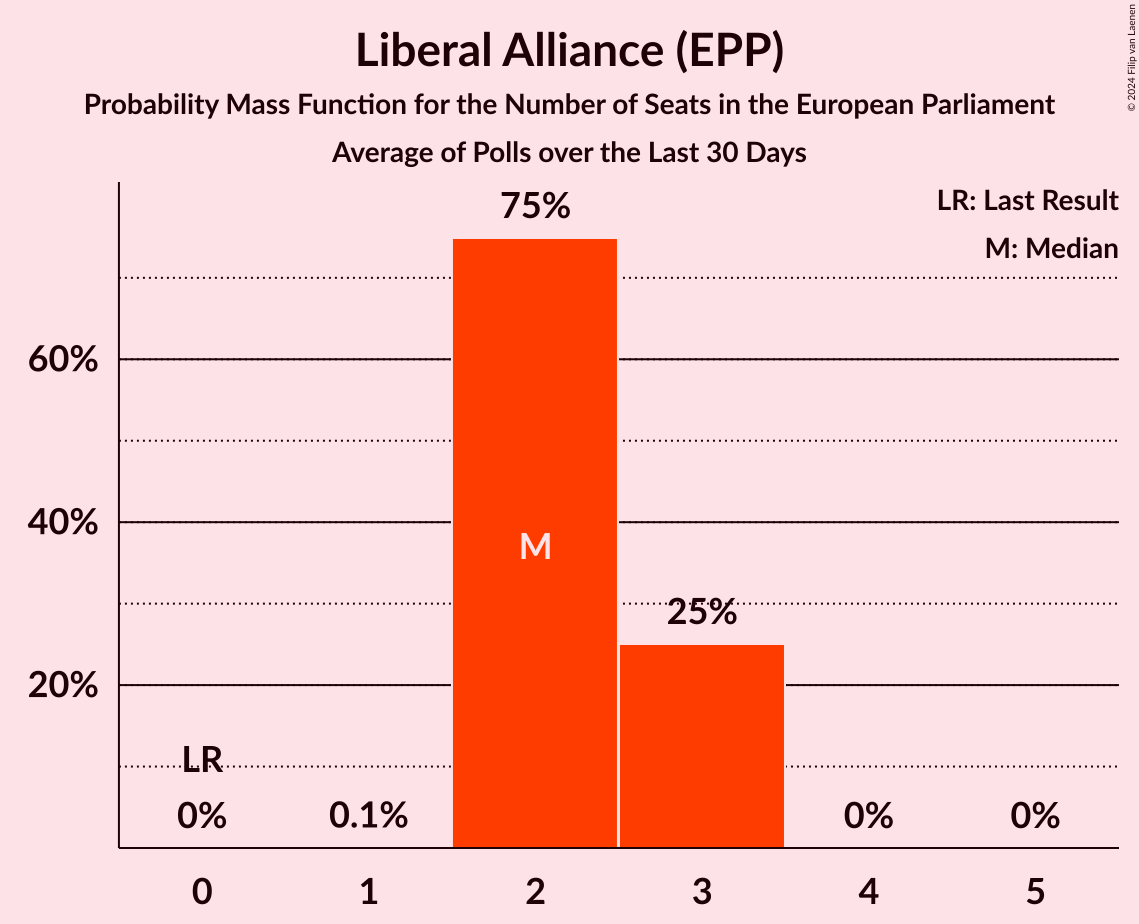 Liberal Alliance (EPP)
Probability Mass Function for the Number of Seats in the European Parliament
Average of Polls over the Last 30 Days
© 2024 Filip van Laenen
LR: Last Result
M: Median
75%
60%
40%
20%
M
25%
LR
0%
0.1%
0%
0%
0
1
2
3
4
5